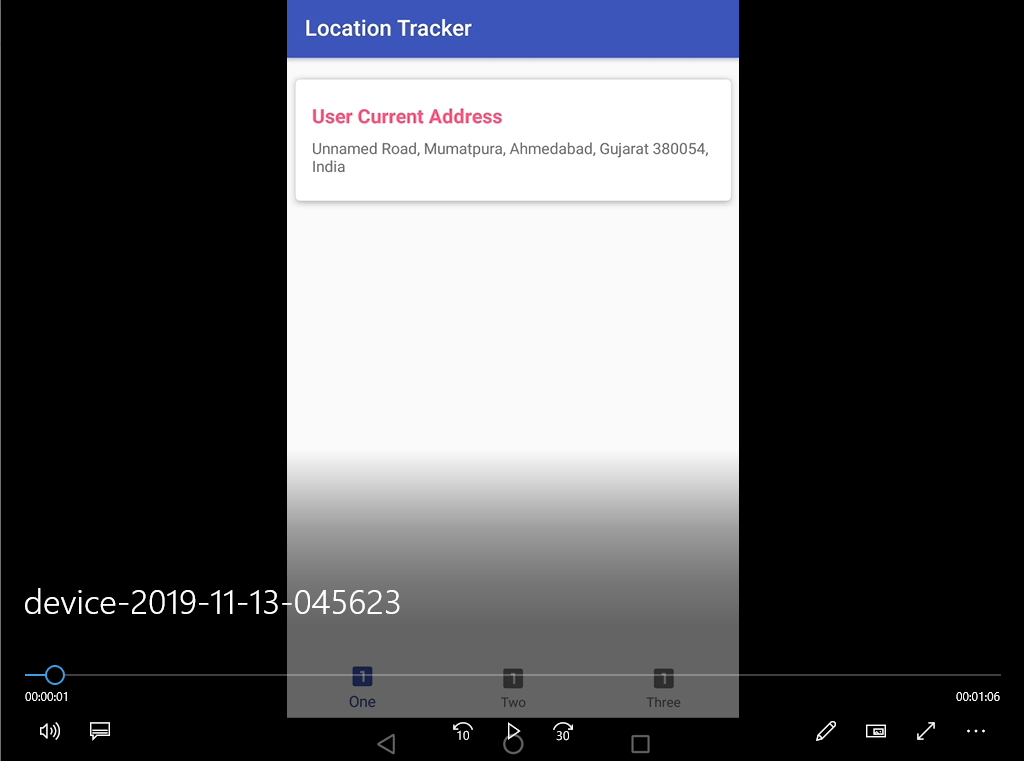 Location Tracker
User Current Address
Unnamed Road, Mumatpura, Ahmedabad, Gujarat 380054,
India
device-2019-11-13-045623
1 1 1
One Two Three
00:00:01 00:01:06
10 30